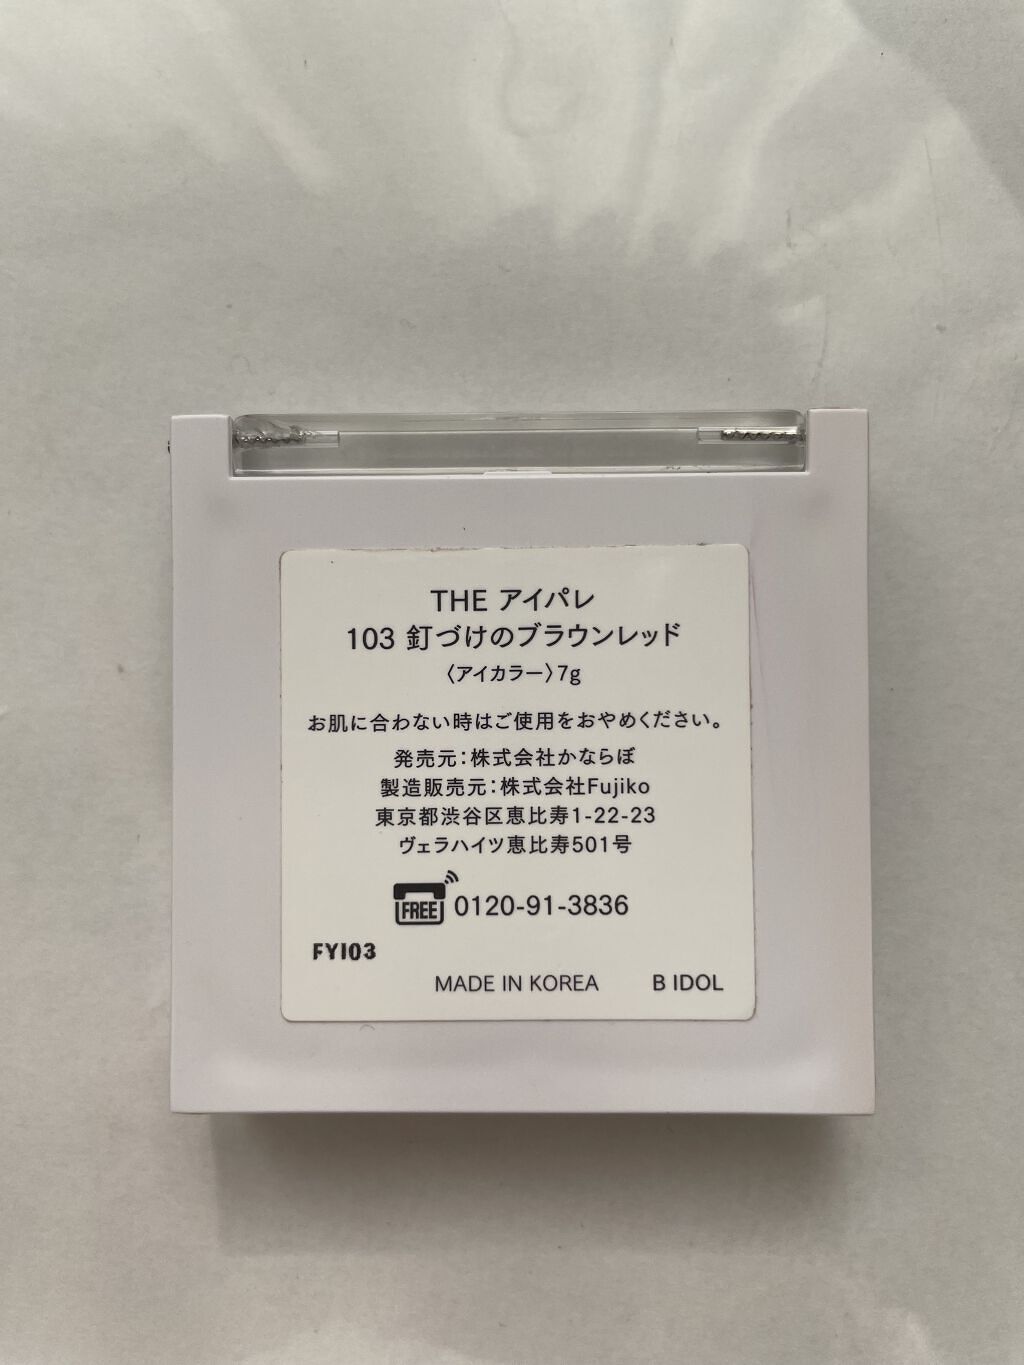 THE アイパレ
103 釘づけのブラウンレッド
〈アイカラー〉7g
お肌に合わない時はご使用をおやめください。
発売元：株式会社かならぼ
製造販売元：株式会社Fujiko
東京都渋谷区恵比寿1-22-23
ヴェラハイツ恵比寿501号
FREE 0120-91-3836
FYI03
MADE IN KOREA B IDOL